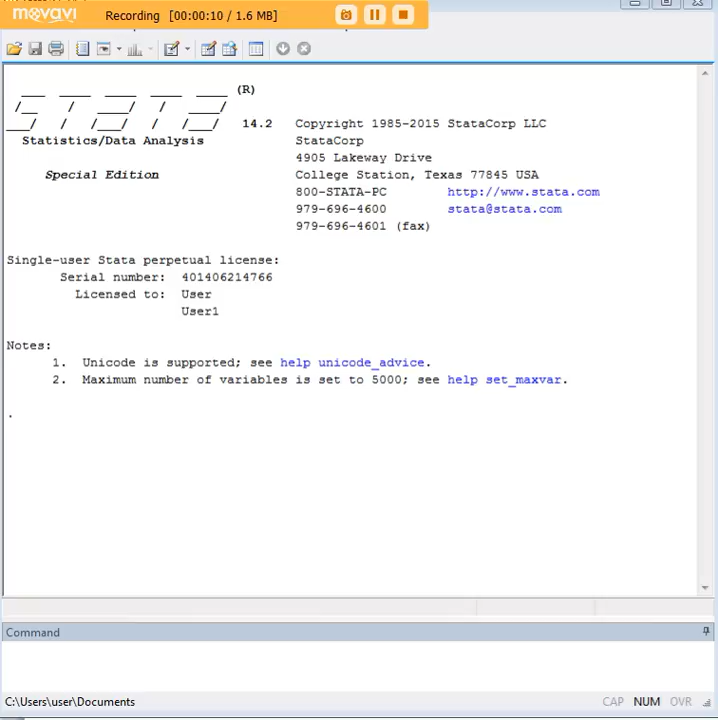 movavi Recording [00:00:10 / 1.6 MB]
(R)
stata
14.2 Copyright 1985-2015 StataCorp LLC
Statistics/Data Analysis StataCorp
4905 Lakeway Drive
Special Edition College Station, Texas 77845 USA
800-STATA-PC http://www.stata.com
979-696-4600 stata@stata.com
979-696-4601 (fax)
Single-user Stata perpetual license:
Serial number: 401406214766
Licensed to: User
User1
Notes:
1. Unicode is supported; see help unicode_advice.
2. Maximum number of variables is set to 5000; see help set_maxvar.
.
Command
C:\Users\user\Documents CAP NUM OVR